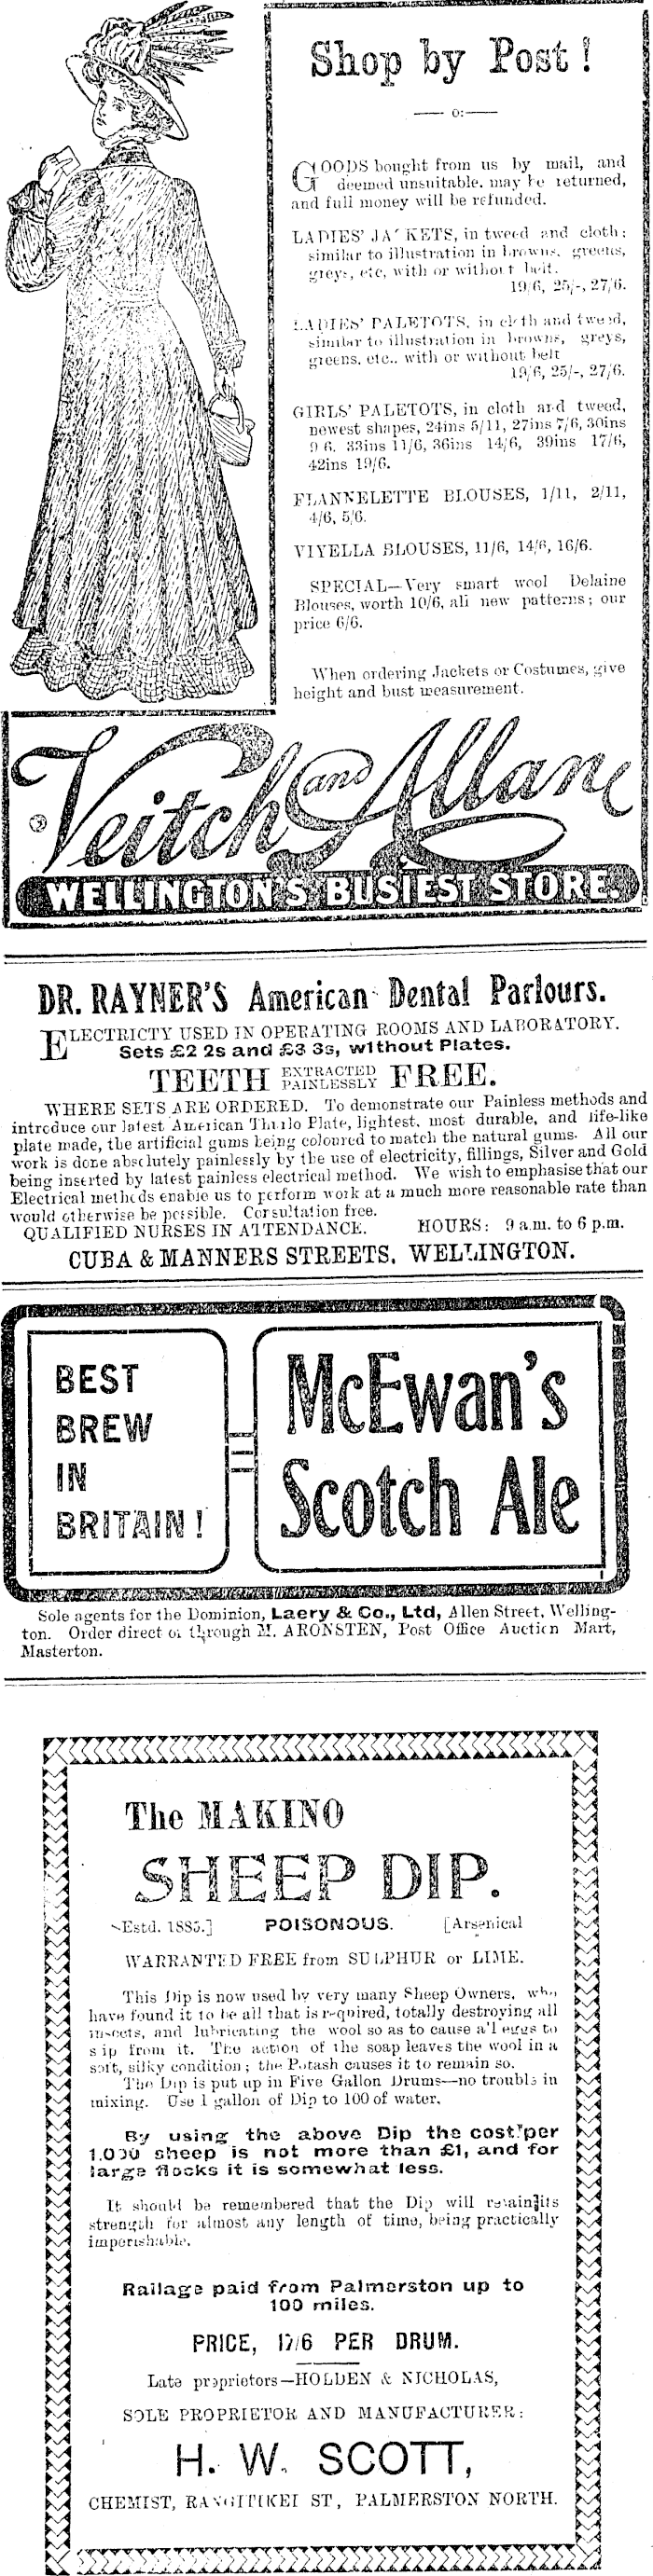 Shop by Post!
—o:—
GOODS bought from us by mail, and
deemed unsuitable, may be returned,
and full money will be refunded.
LADIES' JACKETS, in tweed and cloth;
similar to illustration in browns, greens,
greys, etc, with or without belt.
19/6, 25/-, 27/6.
LADIES' PALETOTS, in cloth and tweed,
similar to illustration in browns, greys,
greens, etc., with or without belt
19/6, 25/-, 27/6.
GIRLS' PALETOTS, in cloth and tweed,
newest shapes, 24ins 5/11, 27ins 7/6, 30ins
9 6, 33ins 11/6, 36ins 14/6, 39ins 17/6,
42ins 19/6.
FLANNELETTE BLOUSES, 1/11, 2/11,
4/6, 5/6.
VIYELLA BLOUSES, 11/6, 14/6, 16/6.
SPECIAL—Very smart wool Delaine
Blouses, worth 10/6, all new patterns; our
price 6/6.
When ordering Jackets or Costumes, give
height and bust measurement.
Veitch and Allan
WELLINGTON'S BUSIEST STORE.
DR. RAYNER'S American Dental Parlours.
ELECTRICTY USED IN OPERATING ROOMS AND LABORATORY.
Sets £2 2s and £3 3s, without Plates.
TEETH EXTRACTED PAINLESSLY FREE.
WHERE SETS ARE ORDERED. To demonstrate our Painless methods and
introduce our latest American Plate, lightest, most durable, and life-like
plate made, the artificial gums being coloured to match the natural gums. All our
work is done absolutely painlessly by the use of electricity, fillings, Silver and Gold
being inserted by latest painless electrical method. We wish to emphasise that our
Electrical methods enable us to perform work at a much more reasonable rate than
would otherwise be possible. Consultation free.
QUALIFIED NURSES IN ATTENDANCE. HOURS: 9 a.m. to 6 p.m.
CUBA & MANNERS STREETS, WELLINGTON.
BEST
BREW
IN
BRITAIN!
McEwan's
Scotch Ale
Sole agents for the Dominion, Laery & Co., Ltd, Allen Street, Welling-
ton. Order direct or through M. ARONSTEN, Post Office Auction Mart,
Masterton.
The MAKINO
SHEEP DIP.
Estd. 1885.] POISONOUS. [Arsenical
WARRANTED FREE from SULPHUR or LIME.
This Dip is now used by very many Sheep Owners, who
have found it to be all that is required, totally destroying all
insects, and lubricating the wool so as to cause all eggs to
slip from it. The action of the soap leaves the wool in a
soft, silky condition; the Potash causes it to remain so.
The Dip is put up in Five Gallon Drums—no trouble in
mixing. Use 1 gallon of Dip to 100 of water.
By using the above Dip the cost per
1,000 sheep is not more than £1, and for
large flocks it is somewhat less.
It should be remembered that the Dip will retain its
strength for almost any length of time, being practically
imperishable.
Railage paid from Palmerston up to
100 miles.
PRICE, 17/6 PER DRUM.
Late proprietors—HOLDEN & NICHOLAS,
SOLE PROPRIETOR AND MANUFACTURER:
H. W. SCOTT,
CHEMIST, RANGITIKEI ST, PALMERSTON NORTH.